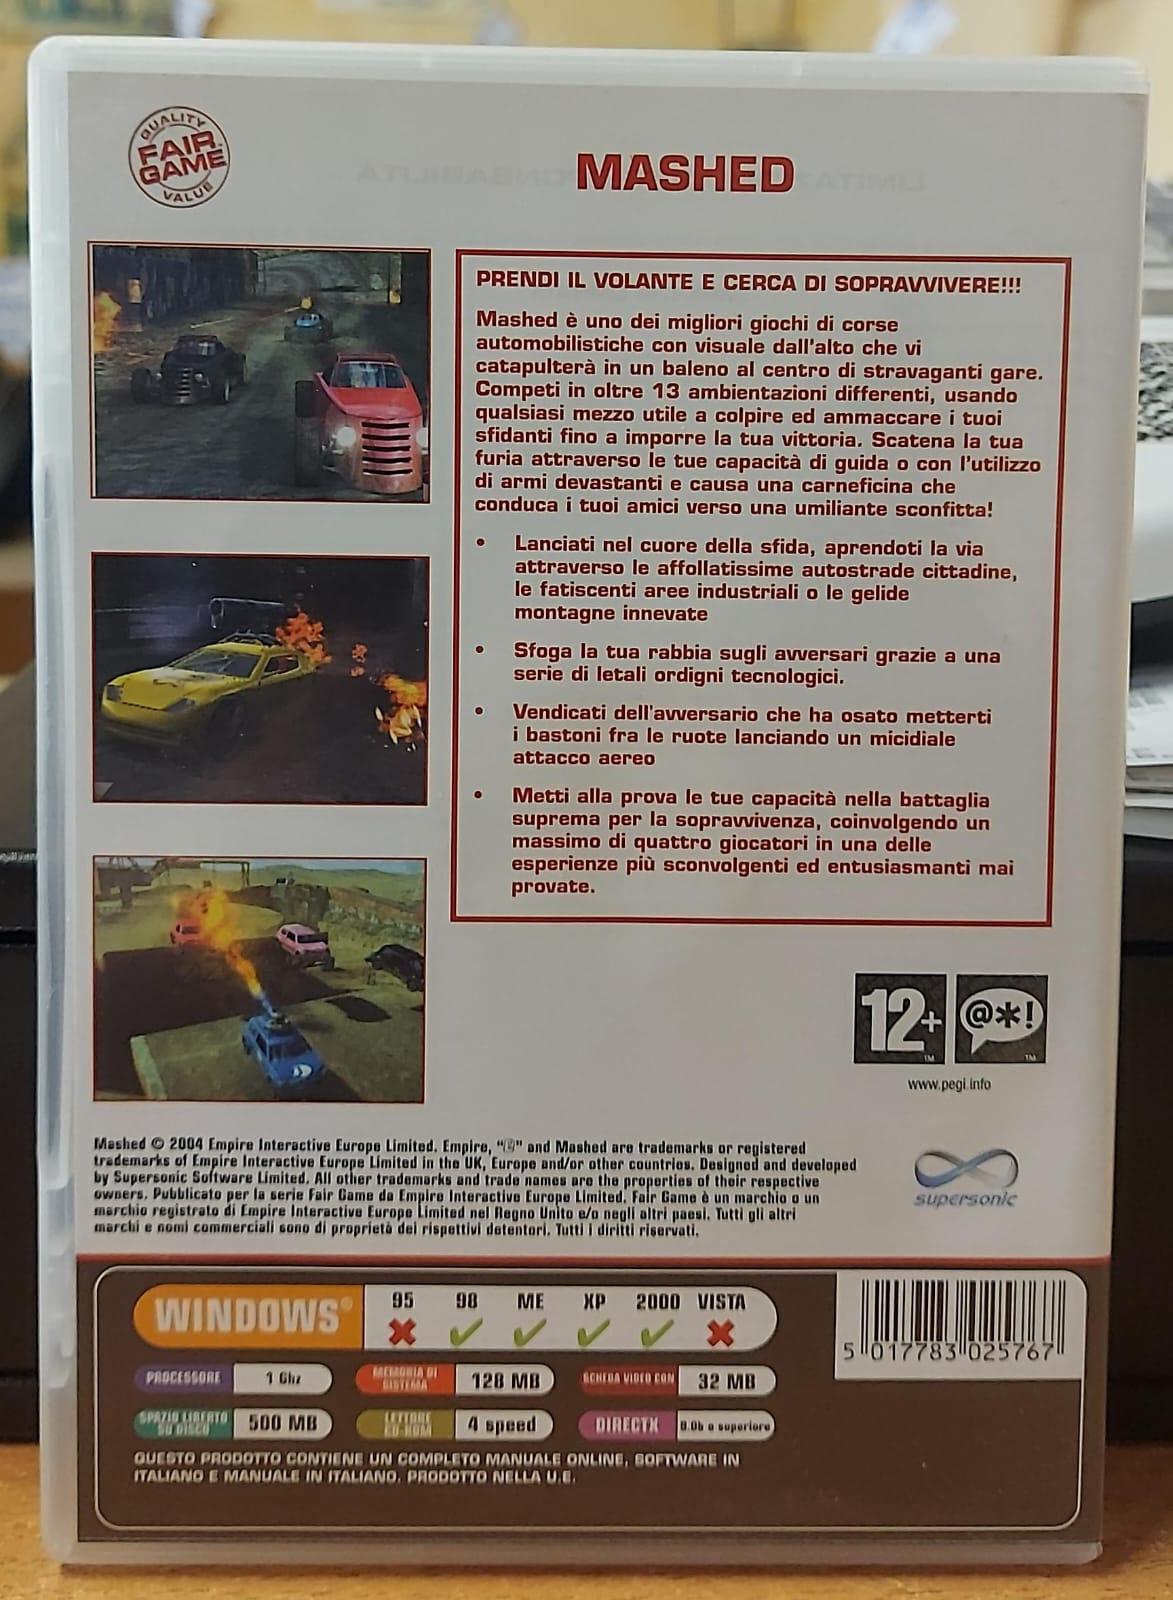 QUALITY
FAIR
GAME
VALUE
MASHED
PRENDI IL VOLANTE E CERCA DI SOPRAVVIVERE!!!
Mashed è uno dei migliori giochi di corse
automobilistiche con visuale dall'alto che vi
catapulterà in un baleno al centro di stravaganti gare.
Competi in oltre 13 ambientazioni differenti, usando
qualsiasi mezzo utile a colpire ed ammaccare i tuoi
sfidanti fino a imporre la tua vittoria. Scatena la tua
furia attraverso le tue capacità di guida o con l'utilizzo
di armi devastanti e causa una carneficina che
conduca i tuoi amici verso una umiliante sconfitta!
• Lanciati nel cuore della sfida, aprendoti la via
attraverso le affollatissime autostrade cittadine,
le fatiscenti aree industriali o le gelide
montagne innevate
• Sfoga la tua rabbia sugli avversari grazie a una
serie di letali ordigni tecnologici.
• Vendicati dell'avversario che ha osato metterti
i bastoni fra le ruote lanciando un micidiale
attacco aereo
• Metti alla prova le tue capacità nella battaglia
suprema per la sopravvivenza, coinvolgendo un
massimo di quattro giocatori in una delle
esperienze più sconvolgenti ed entusiasmanti mai
provate.
12+ @*!
www.pegi.info
Mashed © 2004 Empire Interactive Europe Limited. Empire, "E" and Mashed are trademarks or registered
trademarks of Empire Interactive Europe Limited in the UK, Europe and/or other countries. Designed and developed
by Supersonic Software Limited. All other trademarks and trade names are the properties of their respective
owners. Pubblicato per la serie Fair Game da Empire Interactive Europe Limited. Fair Game è un marchio o un
marchio registrato di Empire Interactive Europe Limited nel Regno Unito e/o negli altri paesi. Tutti gli altri
marchi e nomi commerciali sono di proprietà dei rispettivi detentori. Tutti i diritti riservati.
supersonic
WINDOWS® 95 98 ME XP 2000 VISTA
PROCESSORE 1 Ghz MEMORIA DI SISTEMA 128 MB SCHEDA VIDEO CON 32 MB
SPAZIO LIBERTO SU DISCO 500 MB LETTORE CD-ROM 4 speed DIRECTX 9.0b o superiore
QUESTO PRODOTTO CONTIENE UN COMPLETO MANUALE ONLINE. SOFTWARE IN
ITALIANO E MANUALE IN ITALIANO. PRODOTTO NELLA U.E.
5 017783 025767